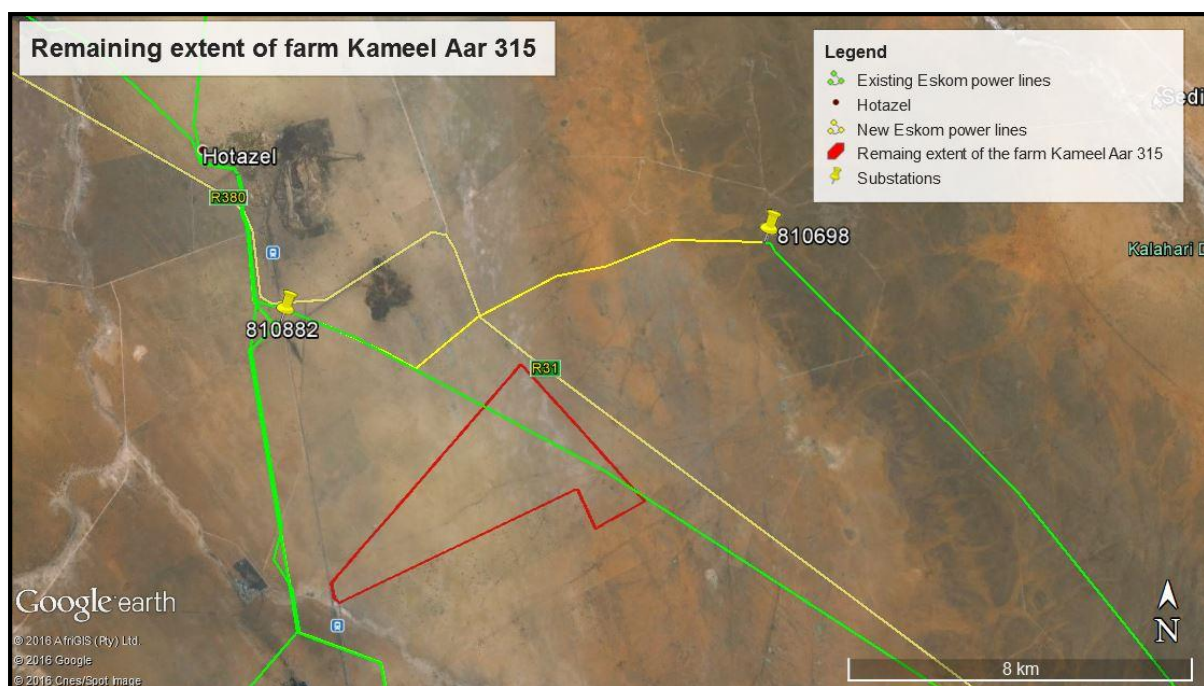 Remaining extent of farm Kameel Aar 315
Legend
Existing Eskom power lines
Hotazel
New Eskom power lines
Remaing extent of the farm Kameel Aar 315
Substations
Sedi
Hotazel
R380
810698
Kalahari D
810882
R31
Google earth
© 2016 AfriGIS (Pty) Ltd.
© 2016 Google
© 2016 Cnes/Spot Image
N
8 km